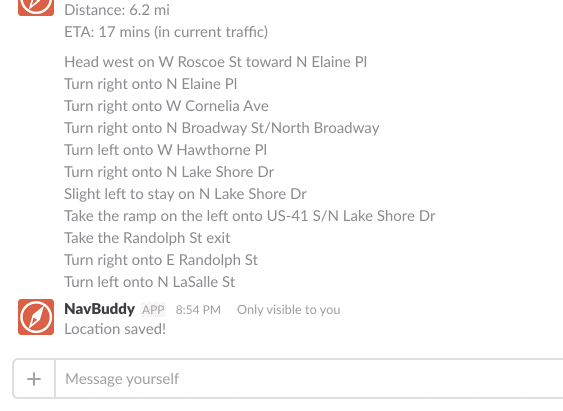 Distance: 6.2 mi
ETA: 17 mins (in current traffic)
Head west on W Roscoe St toward N Elaine Pl
Turn right onto N Elaine Pl
Turn right onto W Cornelia Ave
Turn right onto N Broadway St/North Broadway
Turn left onto W Hawthorne Pl
Turn right onto N Lake Shore Dr
Slight left to stay on N Lake Shore Dr
Take the ramp on the left onto US-41 S/N Lake Shore Dr
Take the Randolph St exit
Turn right onto E Randolph St
Turn left onto N LaSalle St
NavBuddy APP 8:54 PM Only visible to you
Location saved!
Message yourself